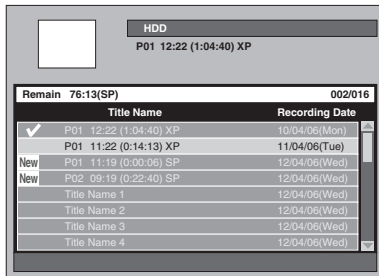 HDD
P01 12:22 (1:04:40) XP
Remain 76:13(SP) 002/016
Title Name Recording Date
P01 12:22 (1:04:40) XP 10/04/06(Mon)
P01 11:22 (0:14:13) XP 11/04/06(Tue)
New P01 11:19 (0:00:06) SP 12/04/06(Wed)
New P02 09:19 (0:22:40) SP 12/04/06(Wed)
Title Name 1 12/04/06(Wed)
Title Name 2 12/04/06(Wed)
Title Name 3 12/04/06(Wed)
Title Name 4 12/04/06(Wed)